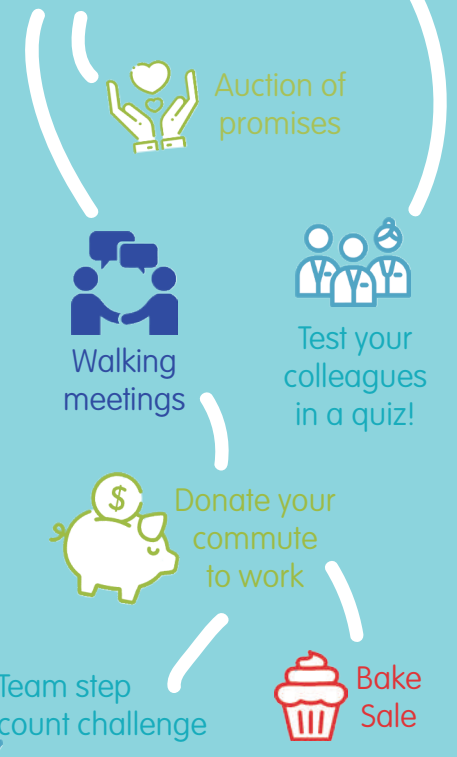 Auction of
promises
Walking
meetings
Test your
colleagues
in a quiz!
$
Donate your
commute
to work
Team step
count challenge
Bake
Sale